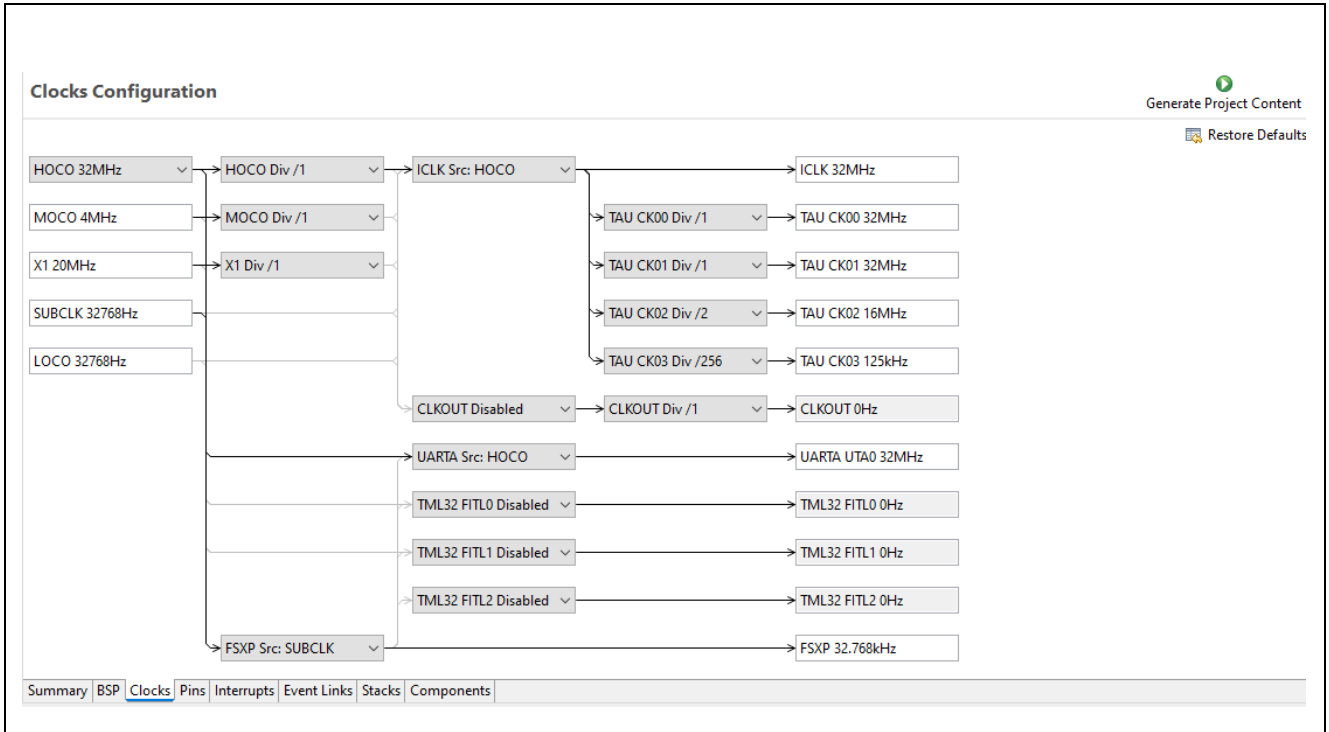 Clocks Configuration
Generate Project Content
Restore Defaults
HOCO 32MHz HOCO Div /1 ICLK Src: HOCO ICLK 32MHz
MOCO 4MHz MOCO Div /1 TAU CK00 Div /1 TAU CK00 32MHz
X1 20MHz X1 Div /1 TAU CK01 Div /1 TAU CK01 32MHz
SUBCLK 32768Hz TAU CK02 Div /2 TAU CK02 16MHz
LOCO 32768Hz TAU CK03 Div /256 TAU CK03 125kHz
CLKOUT Disabled CLKOUT Div /1 CLKOUT 0Hz
UARTA Src: HOCO UARTA UTA0 32MHz
TML32 FITL0 Disabled TML32 FITL0 0Hz
TML32 FITL1 Disabled TML32 FITL1 0Hz
TML32 FITL2 Disabled TML32 FITL2 0Hz
FSXP Src: SUBCLK FSXP 32.768kHz
Summary BSP Clocks Pins Interrupts Event Links Stacks Components